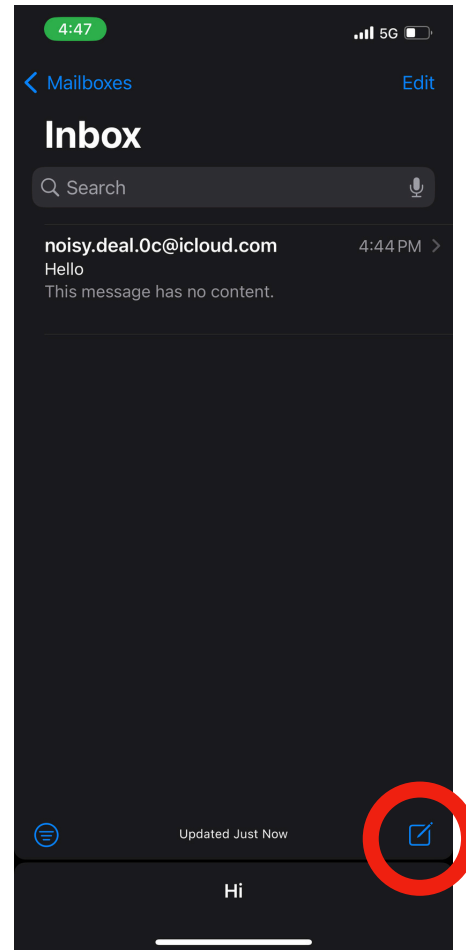 4:47 5G
Mailboxes Edit
Inbox
Search
noisy.deal.0c@icloud.com 4:44 PM
Hello
This message has no content.
Updated Just Now
Hi